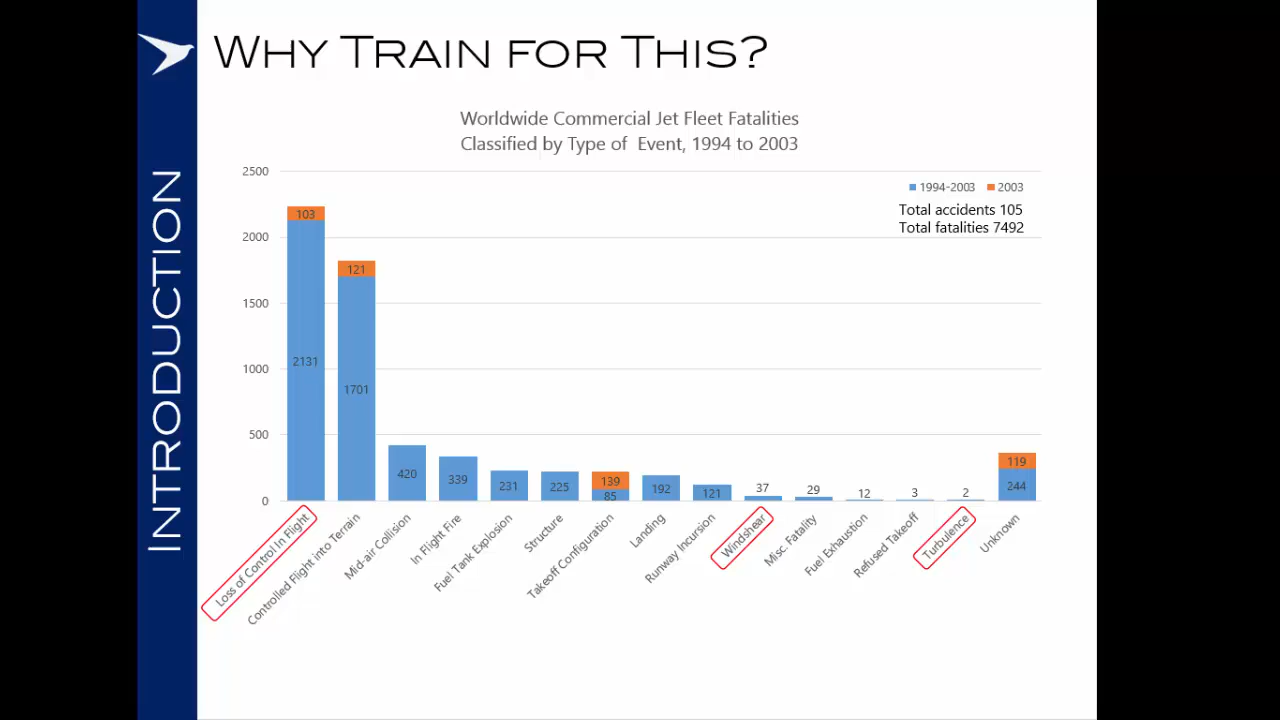 WHY TRAIN FOR THIS?
INTRODUCTION
Worldwide Commercial Jet Fleet Fatalities
Classified by Type of Event, 1994 to 2003
1994-2003 2003
Total accidents 105
Total fatalities 7492
2500
2000
1500
1000
500
0
103
2131
121
1701
420
339
231
225
139
85
192
121
37
29
12
3
2
119
244
Loss of Control In Flight
Controlled Flight into Terrain
Mid-air Collision
In Flight Fire
Fuel Tank Explosion
Structure
Takeoff Configuration
Landing
Runway Incursion
Windshear
Misc. Fatality
Fuel Exhaustion
Refused Takeoff
Turbulence
Unknown